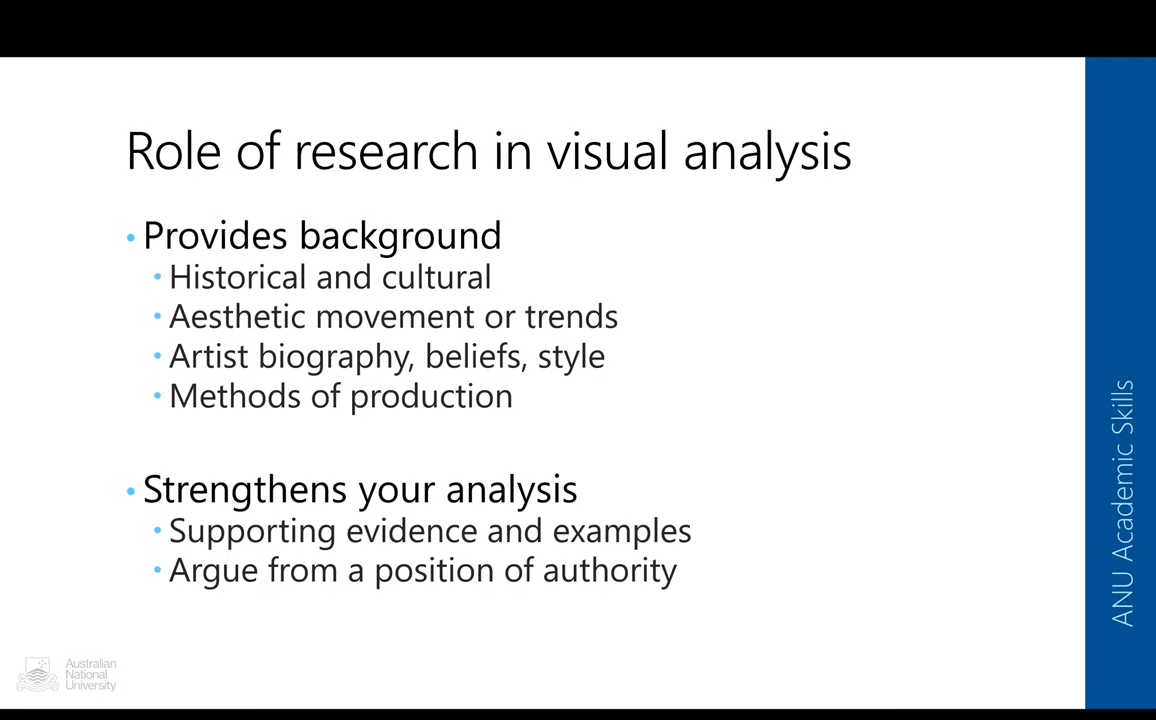 Role of research in visual analysis
• Provides background
• Historical and cultural
• Aesthetic movement or trends
• Artist biography, beliefs, style
• Methods of production
• Strengthens your analysis
• Supporting evidence and examples
• Argue from a position of authority
ANU Academic Skills
Australian
National
University